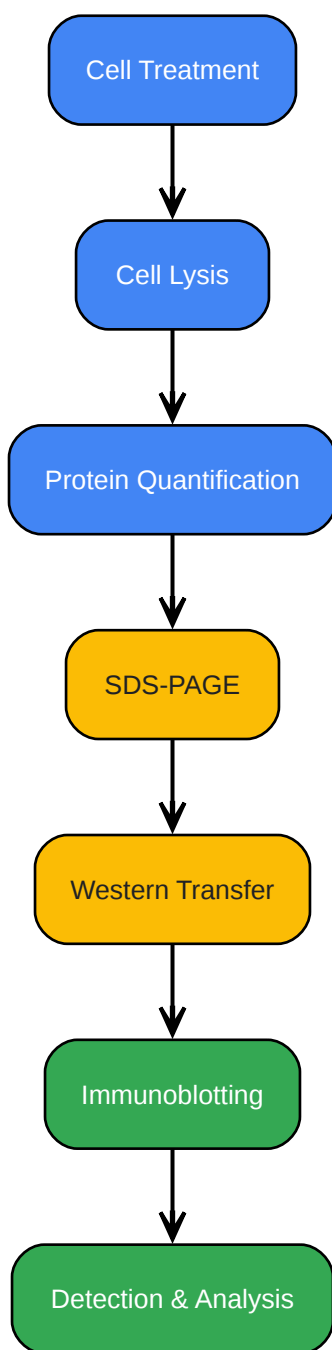 Cell Treatment
Cell Lysis
Protein Quantification
SDS-PAGE
Western Transfer
Immunoblotting
Detection & Analysis